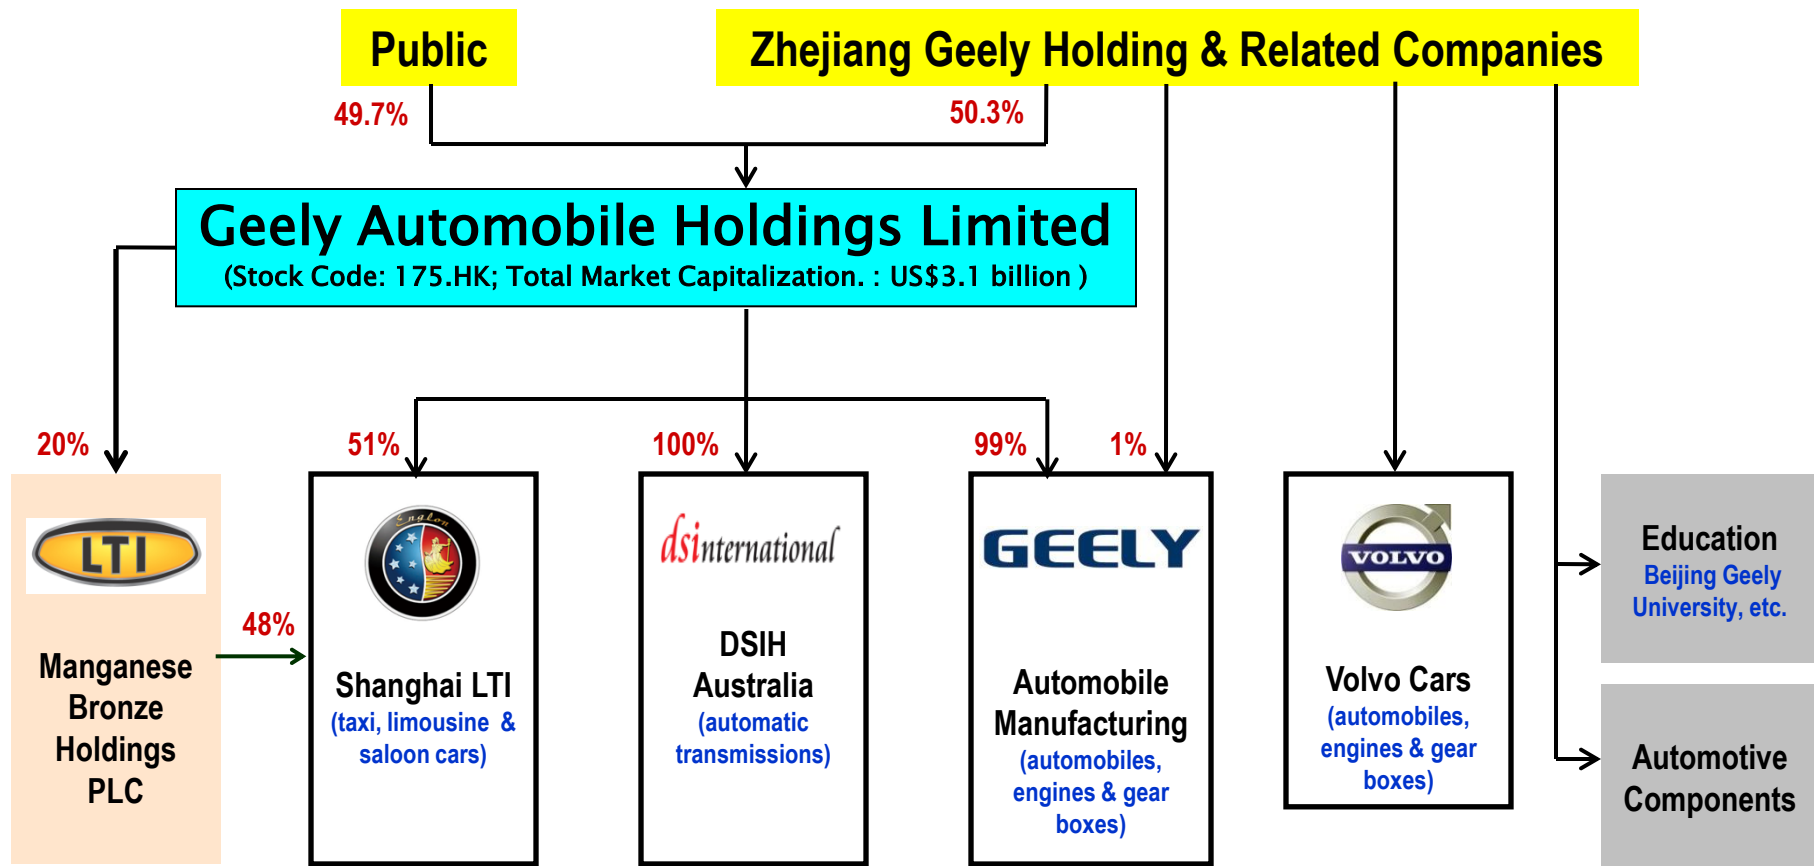 Public
Zhejiang Geely Holding & Related Companies
49.7%
50.3%
Geely Automobile Holdings Limited
(Stock Code: 175.HK; Total Market Capitalization. : US$3.1 billion )
20%
51%
100%
99%
1%
LTI
Manganese
Bronze
Holdings
PLC
48%
Englon
Shanghai LTI
(taxi, limousine &
saloon cars)
dsinternational
DSIH
Australia
(automatic
transmissions)
GEELY
Automobile
Manufacturing
(automobiles,
engines & gear
boxes)
VOLVO
Volvo Cars
(automobiles,
engines & gear
boxes)
Education
Beijing Geely
University, etc.
Automotive
Components